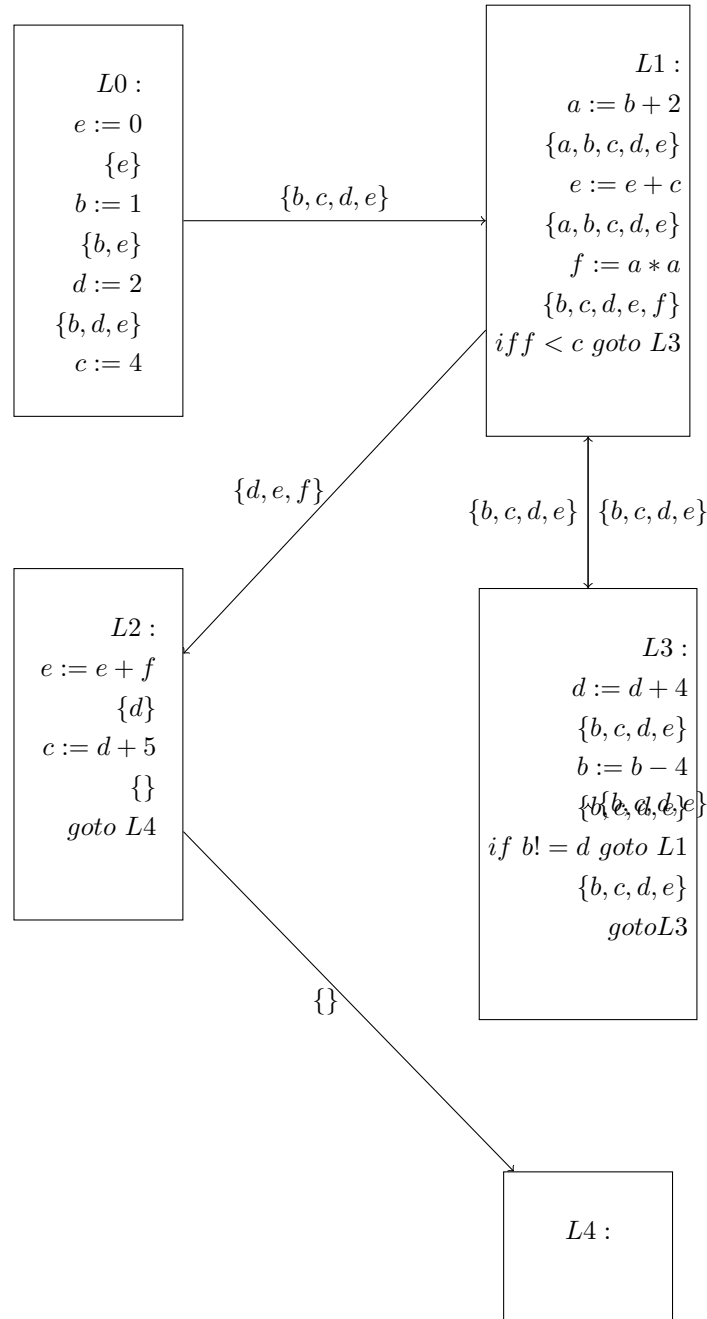 L0 :
e := 0
{e}
b := 1
{b, e}
d := 2
{b, d, e}
c := 4
{b, c, d, e}
L1 :
a := b + 2
{a, b, c, d, e}
e := e + c
{a, b, c, d, e}
f := a ∗ a
{b, c, d, e, f}
iff < c goto L3
{d, e, f}
{b, c, d, e}
{b, c, d, e}
L2 :
e := e + f
{d}
c := d + 5
{}
goto L4
L3 :
d := d + 4
{b, c, d, e}
b := b − 4
{b, c, d, e}
{b, c, d, e}
if b! = d goto L1
{b, c, d, e}
gotoL3
{}
L4 :